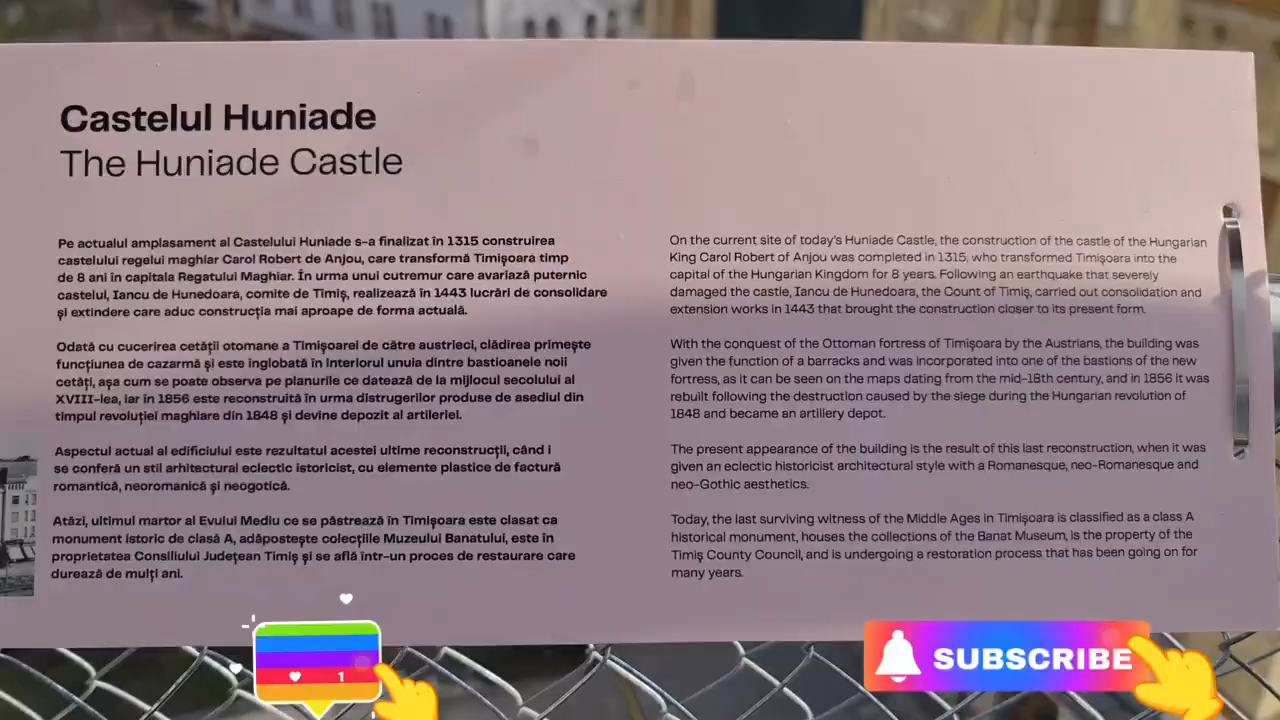 Castelul Huniade
The Huniade Castle
Pe actualul amplasament al Castelului Huniade s-a finalizat în 1315 construirea
castelului regelui maghiar Carol Robert de Anjou, care transformă Timișoara timp
de 8 ani în capitala Regatului Maghiar. În urma unui cutremur care avariază puternic
castelul, Iancu de Hunedoara, comite de Timiș, realizează în 1443 lucrări de consolidare
și extindere care aduc construcția mai aproape de forma actuală.
Odată cu cucerirea cetății otomane a Timișoarei de către austrieci, clădirea primește
funcțiunea de cazarmă și este înglobată în interiorul unuia dintre bastioanele noii
cetăți, așa cum se poate observa pe planurile ce datează de la mijlocul secolului al
XVIII-lea, iar în 1856 este reconstruită în urma distrugerilor produse de asediul din
timpul revoluției maghiare din 1848 și devine depozit al artileriei.
Aspectul actual al edificiului este rezultatul acestei ultime reconstrucții, când i
se conferă un stil arhitectural eclectic istoricist, cu elemente plastice de factură
romantică, neoromanică și neogotică.
Atăzi, ultimul martor al Evului Mediu ce se păstrează în Timișoara este clasat ca
monument istoric de clasă A, adăpostește colecțiile Muzeului Banatului, este în
proprietatea Consiliului Județean Timiș și se află într-un proces de restaurare care
durează de mulți ani.
On the current site of today's Huniade Castle, the construction of the castle of the Hungarian
King Carol Robert of Anjou was completed in 1315, who transformed Timișoara into the
capital of the Hungarian Kingdom for 8 years. Following an earthquake that severely
damaged the castle, Iancu de Hunedoara, the Count of Timiș, carried out consolidation and
extension works in 1443 that brought the construction closer to its present form.
With the conquest of the Ottoman fortress of Timișoara by the Austrians, the building was
given the function of a barracks and was incorporated into one of the bastions of the new
fortress, as it can be seen on the maps dating from the mid-18th century, and in 1856 it was
rebuilt following the destruction caused by the siege during the Hungarian revolution of
1848 and became an artillery depot.
The present appearance of the building is the result of this last reconstruction, when it was
given an eclectic historicist architectural style with a Romanesque, neo-Romanesque and
neo-Gothic aesthetics.
Today, the last surviving witness of the Middle Ages in Timișoara is classified as a class A
historical monument, houses the collections of the Banat Museum, is the property of the
Timiș County Council, and is undergoing a restoration process that has been going on for
many years.
1
SUBSCRIBE